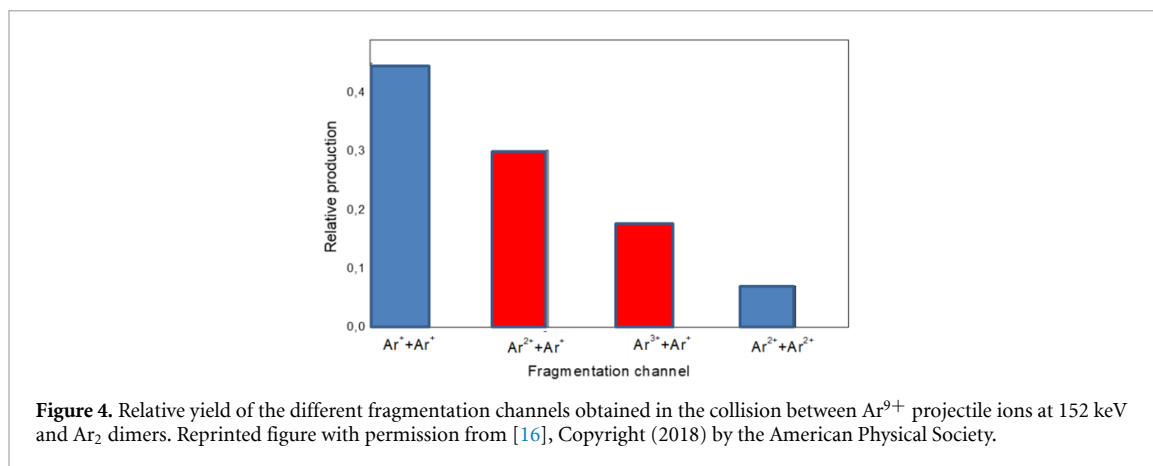 Relative production
0,4
0,3
0,2
0,1
0,0
Ar⁺+Ar⁺ Ar²⁺+Ar⁺ Ar³⁺+Ar⁺ Ar²⁺+Ar²⁺
Fragmentation channel
Figure 4. Relative yield of the different fragmentation channels obtained in the collision between Ar⁹⁺ projectile ions at 152 keV
and Ar₂ dimers. Reprinted figure with permission from [16], Copyright (2018) by the American Physical Society.